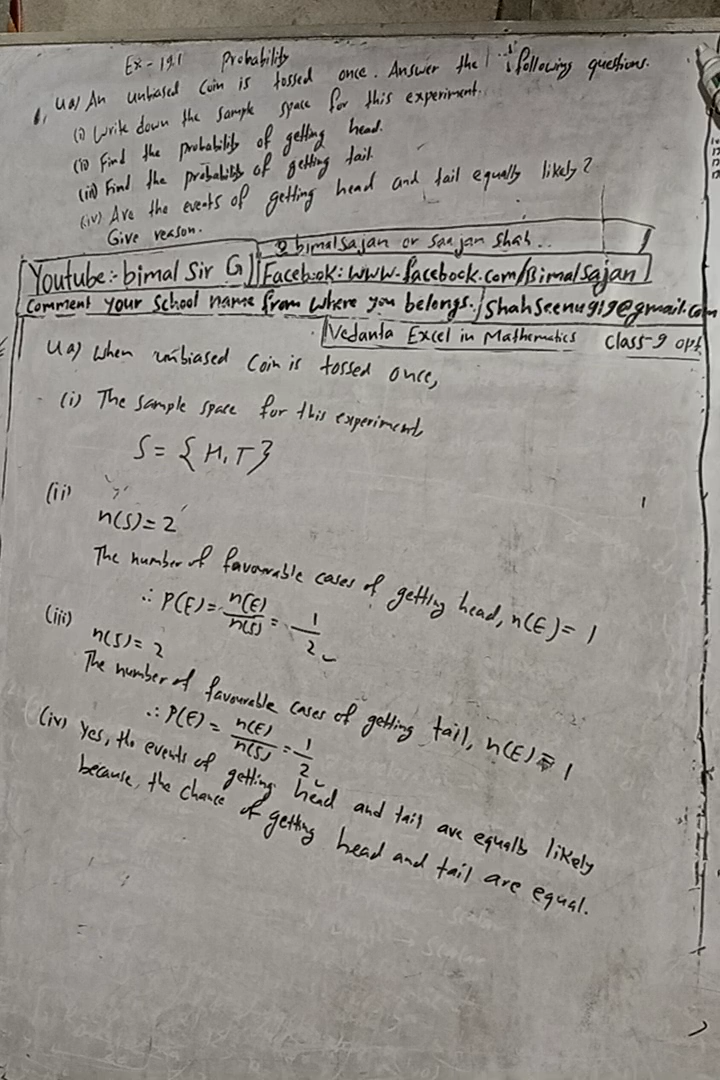 Ex-19.1 Probability
1. 4a) An unbiased coin is tossed once. Answer the following questions.
(i) Write down the sample space for this experiment.
(ii) Find the probability of getting head.
(iii) Find the probability of getting tail.
(iv) Are the events of getting head and tail equally likely?
Give reason.
bimalsajan or Saajan Shah..
Youtube:- bimal Sir G
Facebook: www.facebook.com/Bimalsajan
Comment your School name from where you belongs. / Shahseenu919@gmail.com
Vedanta Excel in Mathematics Class-9 opt.
4a) When unbiased coin is tossed once,
(i) The sample space for this experiment,
S = {H, T}
(ii)
n(S) = 2
The number of favourable cases of getting head, n(E) = 1
∴ P(E) = n(E)/n(S) = 1/2
(iii)
n(S) = 2
The number of favourable cases of getting tail, n(E) = 1
∴ P(E) = n(E)/n(S) = 1/2
(iv) Yes, the events of getting head and tail are equally likely
because, the chance of getting head and tail are equal.